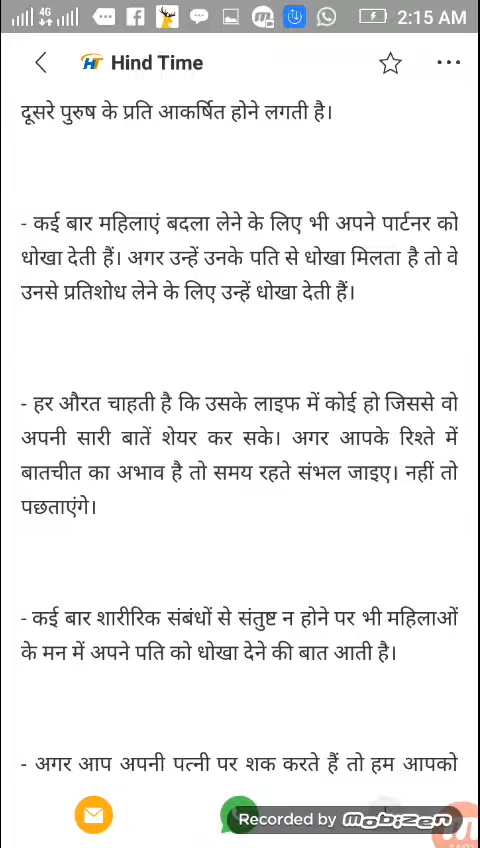 4G 2:15 AM
Hind Time
दूसरे पुरुष के प्रति आकर्षित होने लगती है।
- कई बार महिलाएं बदला लेने के लिए भी अपने पार्टनर को
धोखा देती हैं। अगर उन्हें उनके पति से धोखा मिलता है तो वे
उनसे प्रतिशोध लेने के लिए उन्हें धोखा देती हैं।
- हर औरत चाहती है कि उसके लाइफ में कोई हो जिससे वो
अपनी सारी बातें शेयर कर सके। अगर आपके रिश्ते में
बातचीत का अभाव है तो समय रहते संभल जाइए। नहीं तो
पछताएंगे।
- कई बार शारीरिक संबंधों से संतुष्ट न होने पर भी महिलाओं
के मन में अपने पति को धोखा देने की बात आती है।
- अगर आप अपनी पत्नी पर शक करते हैं तो हम आपको
Recorded by mobizen